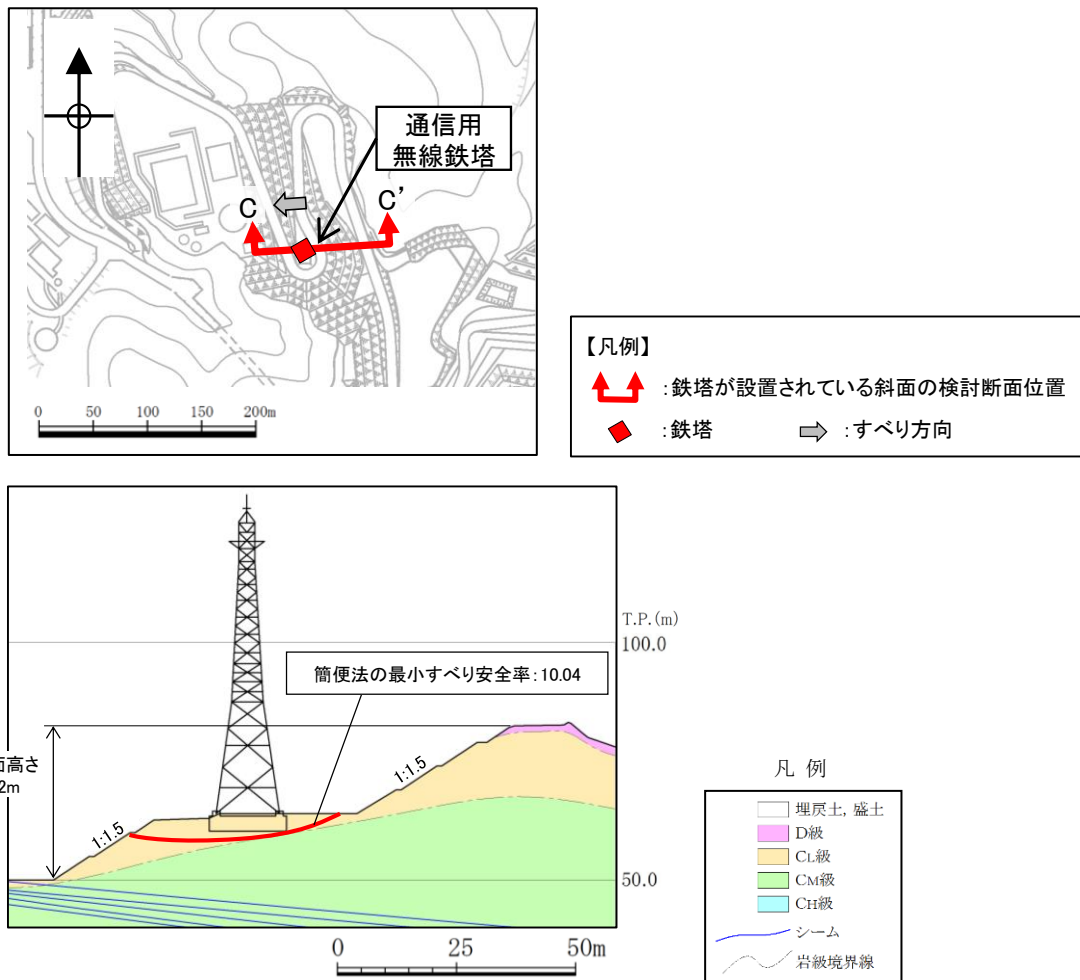 通信用
無線鉄塔
C
C’
0 50 100 150 200m
【凡例】
:鉄塔が設置されている斜面の検討断面位置
:鉄塔
:すべり方向
T.P.(m)
100.0
簡便法の最小すべり安全率:10.04
高さ
2m
1:1.5
1:1.5
50.0
0 25 50m
凡 例
埋戻土, 盛土
D級
CL級
CM級
CH級
シーム
岩級境界線